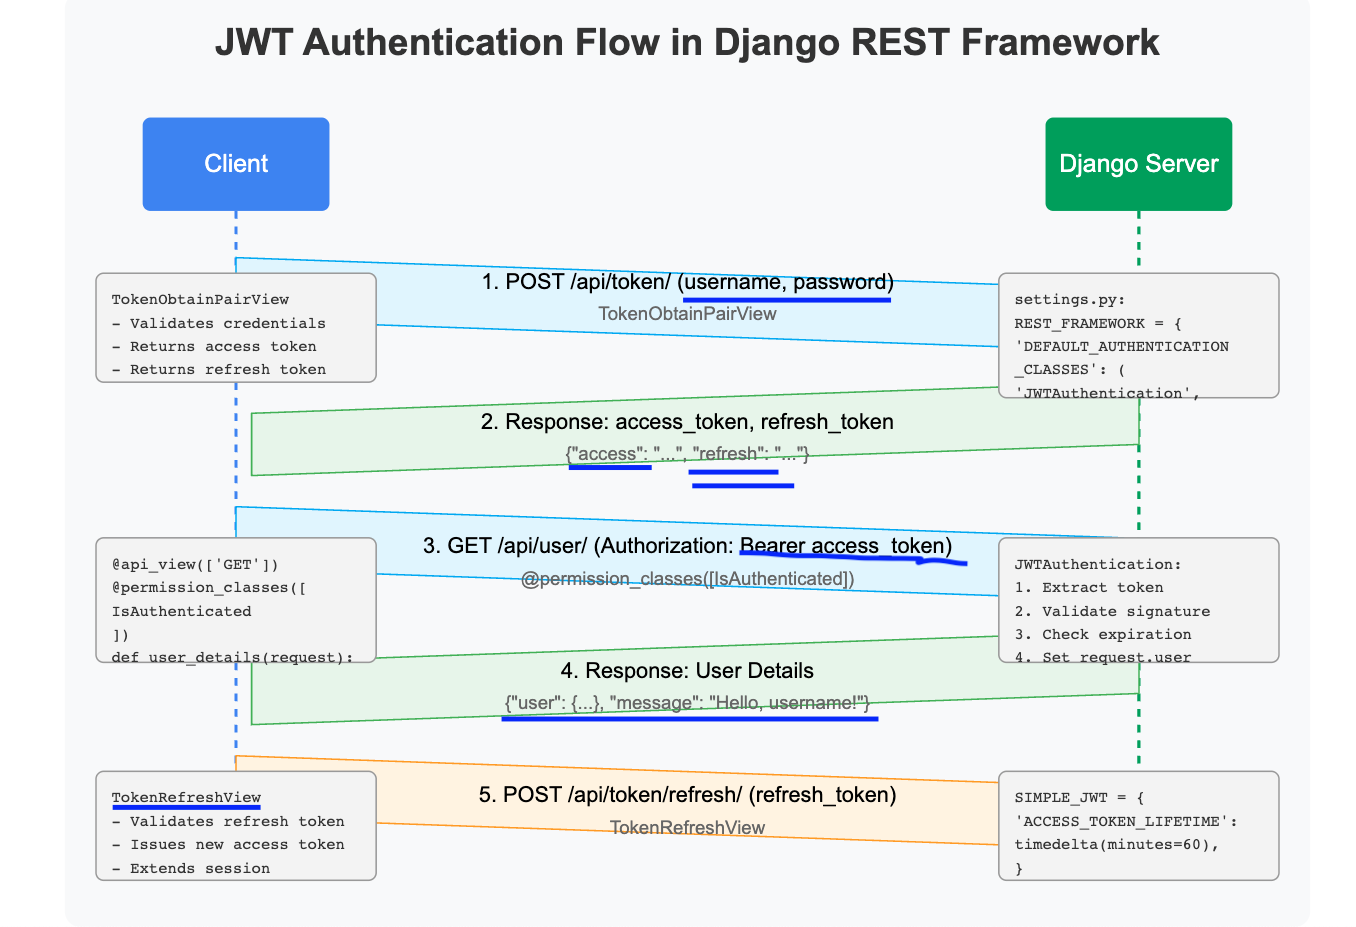 JWT Authentication Flow in Django REST Framework
Client
Django Server
1. POST /api/token/ (username, password)
TokenObtainPairView
TokenObtainPairView
- Validates credentials
- Returns access token
- Returns refresh token
settings.py:
REST_FRAMEWORK = {
'DEFAULT_AUTHENTICATION
_CLASSES': (
'JWTAuthentication',
2. Response: access_token, refresh_token
{"access": "...", "refresh": "..."}
3. GET /api/user/ (Authorization: Bearer access_token)
@permission_classes([IsAuthenticated])
@api_view(['GET'])
@permission_classes([
IsAuthenticated
])
def user_details(request):
JWTAuthentication:
1. Extract token
2. Validate signature
3. Check expiration
4. Set request.user
4. Response: User Details
{"user": {...}, "message": "Hello, username!"}
5. POST /api/token/refresh/ (refresh_token)
TokenRefreshView
TokenRefreshView
- Validates refresh token
- Issues new access token
- Extends session
SIMPLE_JWT = {
'ACCESS_TOKEN_LIFETIME':
timedelta(minutes=60),
}